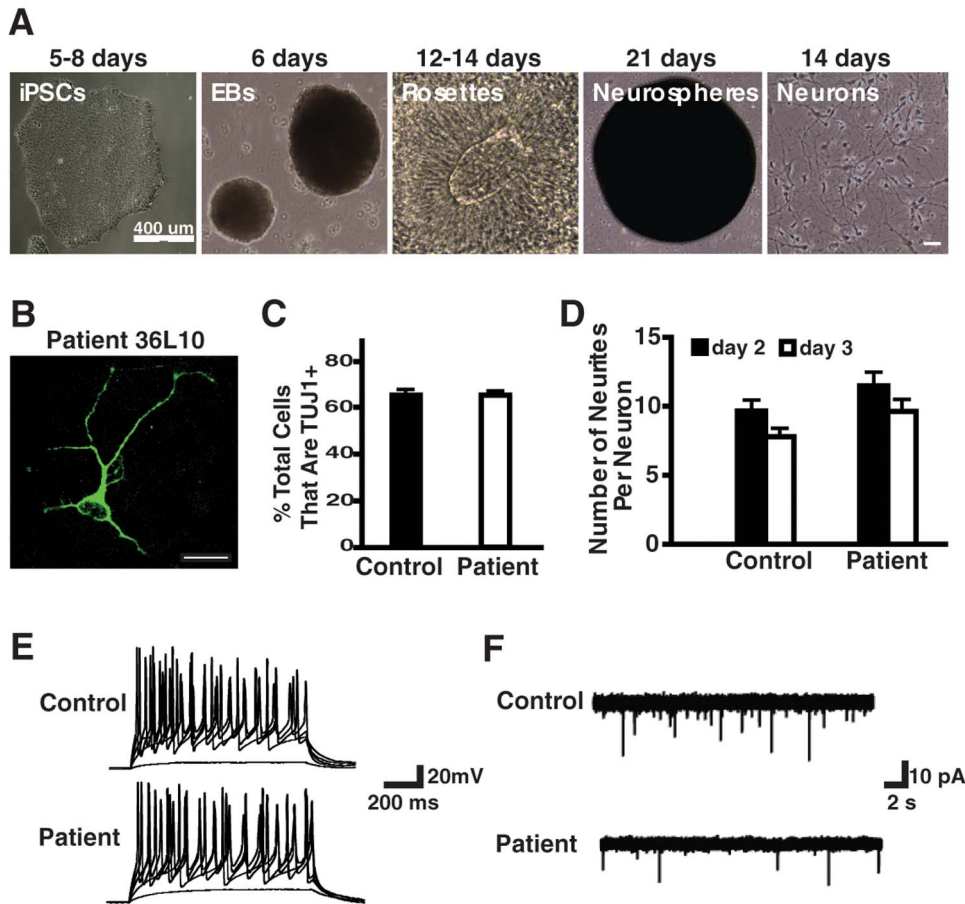 A
5-8 days
6 days
12-14 days
21 days
14 days
iPSCs
EBs
Rosettes
Neurospheres
Neurons
400 um
B
Patient 36L10
C
% Total Cells
That Are TUJ1+
80
60
40
20
0
Control
Patient
D
Number of Neurites
Per Neuron
15
10
5
0
day 2
day 3
Control
Patient
E
Control
Patient
20mV
200 ms
F
Control
Patient
10 pA
2 s